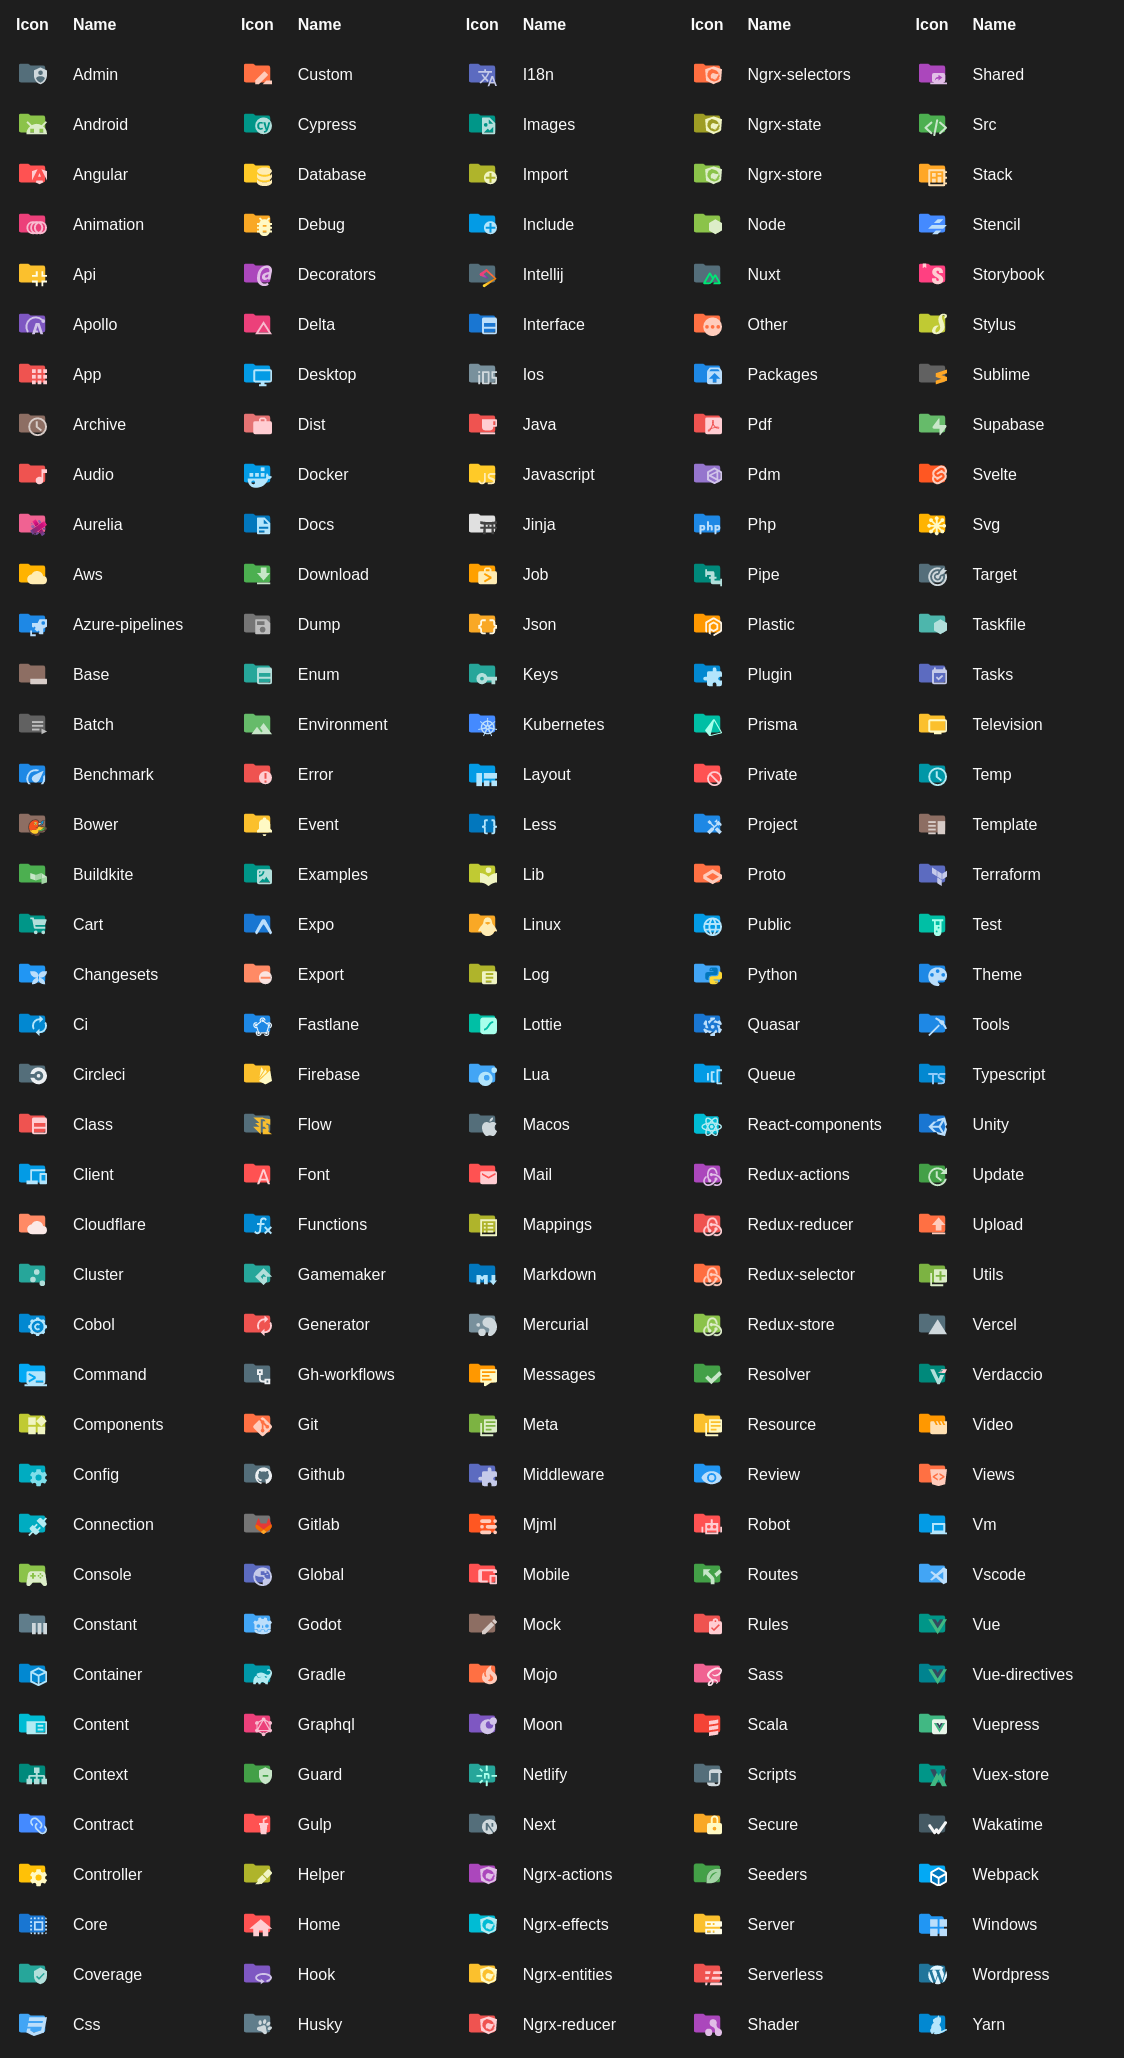 Icon Name Icon Name Icon Name Icon Name Icon Name
Admin Custom I18n Ngrx-selectors Shared
Android Cypress Images Ngrx-state Src
Angular Database Import Ngrx-store Stack
Animation Debug Include Node Stencil
Api Decorators Intellij Nuxt Storybook
Apollo Delta Interface Other Stylus
App Desktop Ios Packages Sublime
Archive Dist Java Pdf Supabase
Audio Docker Javascript Pdm Svelte
Aurelia Docs Jinja Php Svg
Aws Download Job Pipe Target
Azure-pipelines Dump Json Plastic Taskfile
Base Enum Keys Plugin Tasks
Batch Environment Kubernetes Prisma Television
Benchmark Error Layout Private Temp
Bower Event Less Project Template
Buildkite Examples Lib Proto Terraform
Cart Expo Linux Public Test
Changesets Export Log Python Theme
Ci Fastlane Lottie Quasar Tools
Circleci Firebase Lua Queue Typescript
Class Flow Macos React-components Unity
Client Font Mail Redux-actions Update
Cloudflare Functions Mappings Redux-reducer Upload
Cluster Gamemaker Markdown Redux-selector Utils
Cobol Generator Mercurial Redux-store Vercel
Command Gh-workflows Messages Resolver Verdaccio
Components Git Meta Resource Video
Config Github Middleware Review Views
Connection Gitlab Mjml Robot Vm
Console Global Mobile Routes Vscode
Constant Godot Mock Rules Vue
Container Gradle Mojo Sass Vue-directives
Content Graphql Moon Scala Vuepress
Context Guard Netlify Scripts Vuex-store
Contract Gulp Next Secure Wakatime
Controller Helper Ngrx-actions Seeders Webpack
Core Home Ngrx-effects Server Windows
Coverage Hook Ngrx-entities Serverless Wordpress
Css Husky Ngrx-reducer Shader Yarn